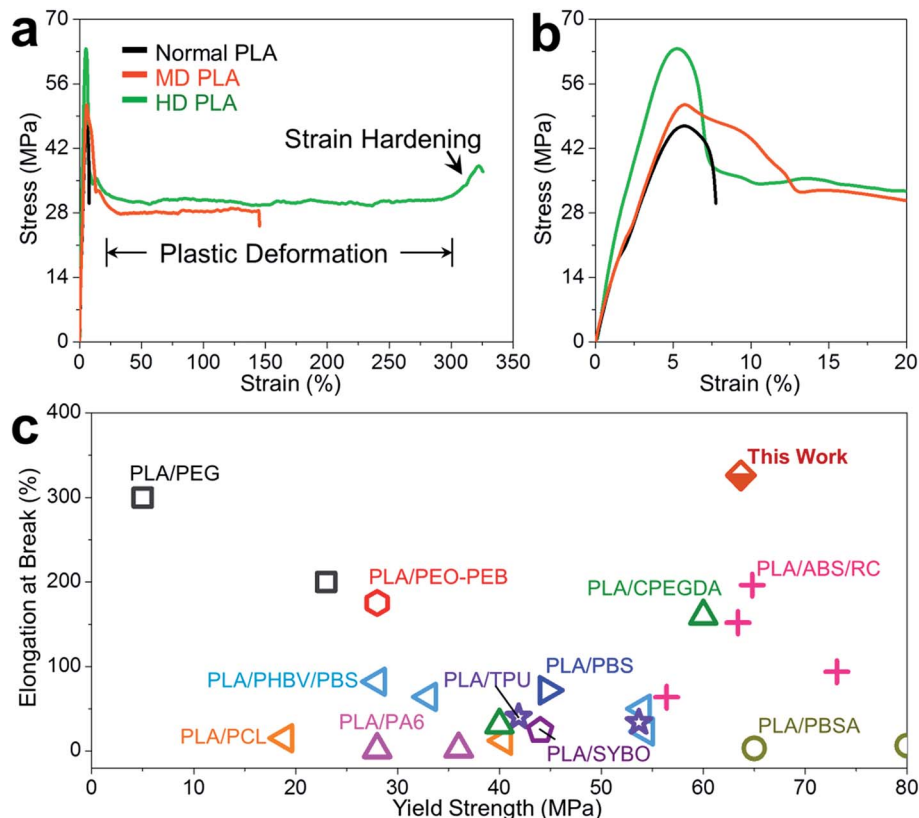 a
70
56
42
28
14
0
Stress (MPa)
Normal PLA
MD PLA
HD PLA
Strain Hardening
Plastic Deformation
0 50 100 150 200 250 300 350
Strain (%)
b
70
56
42
28
14
0
Stress (MPa)
0 5 10 15 20
Strain (%)
c
400
300
200
100
0
Elongation at Break (%)
PLA/PEG
This Work
PLA/PEO-PEB
PLA/ABS/RC
PLA/CPEGDA
PLA/PHBV/PBS
PLA/TPU
PLA/PBS
PLA/PCL
PLA/PA6
PLA/SYBO
PLA/PBSA
0 10 20 30 40 50 60 70 80
Yield Strength (MPa)